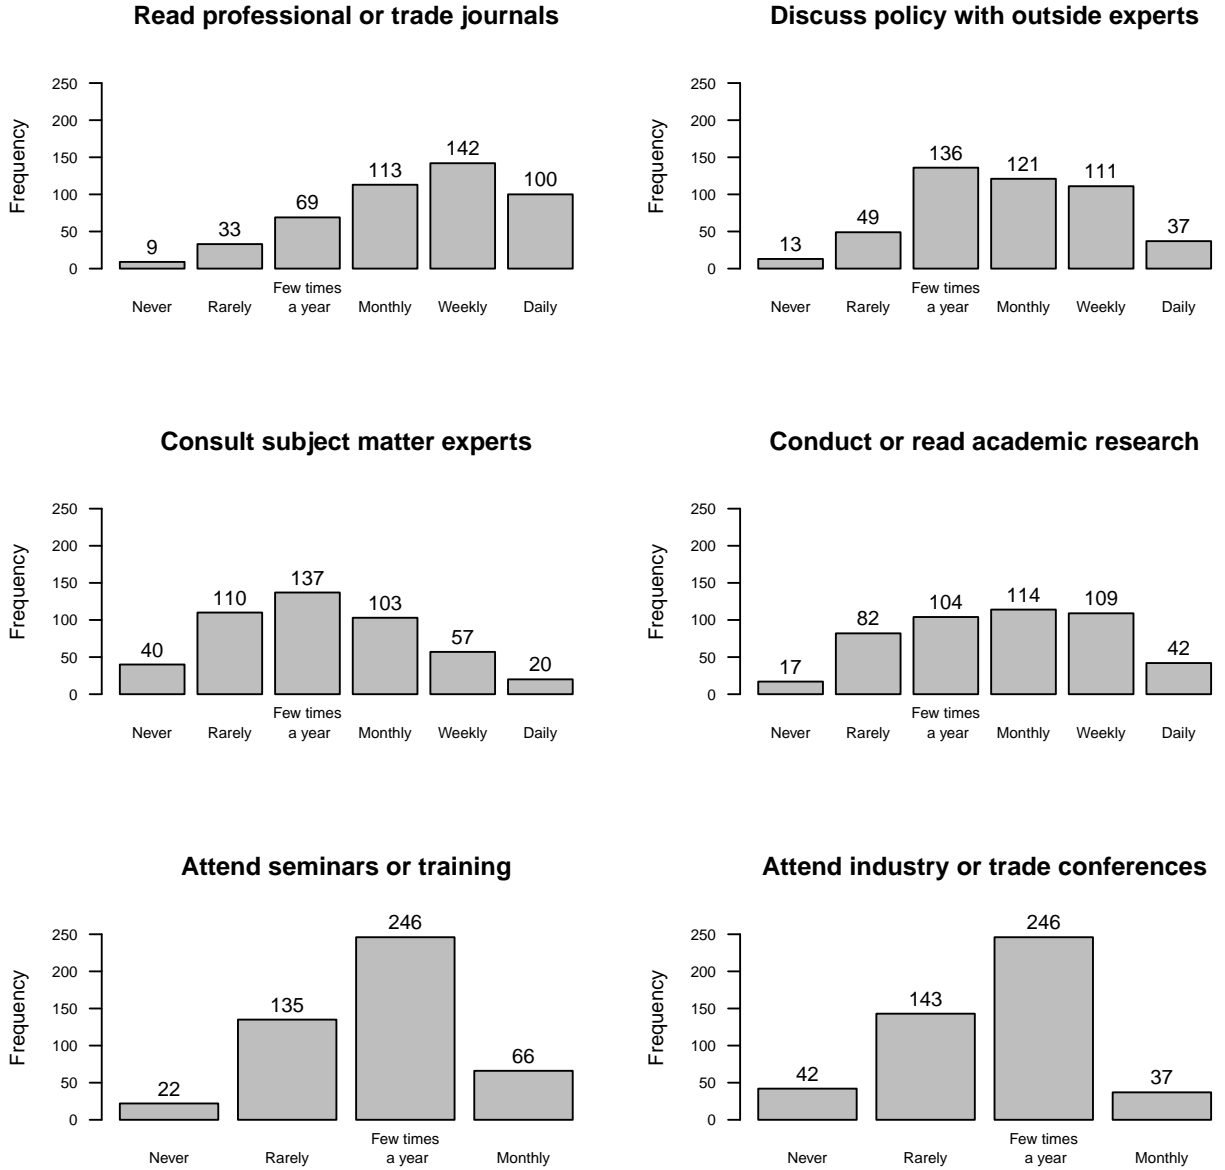 Read professional or trade journals
Frequency
250
200
150
100
50
0
9
33
69
113
142
100
Never
Rarely
Few times
a year
Monthly
Weekly
Daily
Discuss policy with outside experts
Frequency
250
200
150
100
50
0
13
49
136
121
111
37
Never
Rarely
Few times
a year
Monthly
Weekly
Daily
Consult subject matter experts
Frequency
250
200
150
100
50
0
40
110
137
103
57
20
Never
Rarely
Few times
a year
Monthly
Weekly
Daily
Conduct or read academic research
Frequency
250
200
150
100
50
0
17
82
104
114
109
42
Never
Rarely
Few times
a year
Monthly
Weekly
Daily
Attend seminars or training
Frequency
250
200
150
100
50
0
22
135
246
66
Never
Rarely
Few times
a year
Monthly
Attend industry or trade conferences
Frequency
250
200
150
100
50
0
42
143
246
37
Never
Rarely
Few times
a year
Monthly